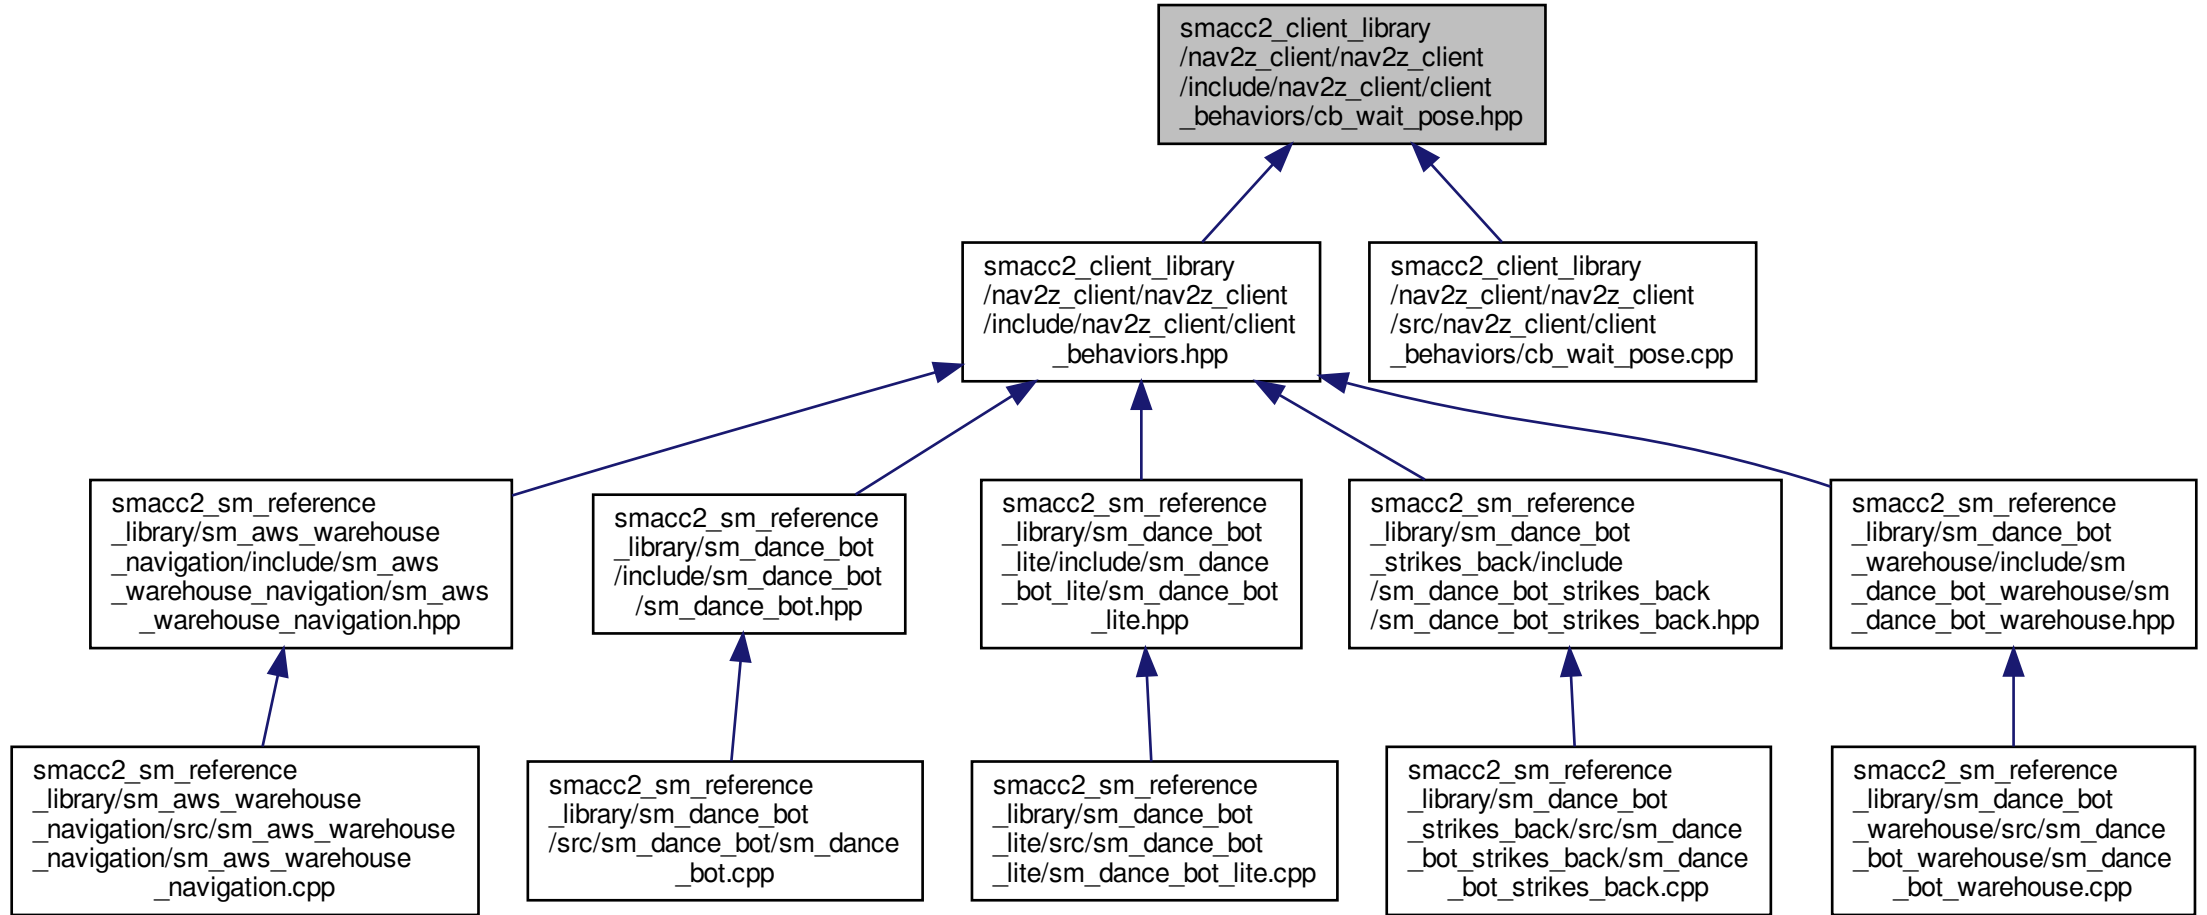 smacc2_client_library
/nav2z_client/nav2z_client
/include/nav2z_client/client
_behaviors/cb_wait_pose.hpp
smacc2_client_library
/nav2z_client/nav2z_client
/include/nav2z_client/client
_behaviors.hpp
smacc2_client_library
/nav2z_client/nav2z_client
/src/nav2z_client/client
_behaviors/cb_wait_pose.cpp
smacc2_sm_reference
_library/sm_aws_warehouse
_navigation/include/sm_aws
_warehouse_navigation/sm_aws
_warehouse_navigation.hpp
smacc2_sm_reference
_library/sm_dance_bot
/include/sm_dance_bot
/sm_dance_bot.hpp
smacc2_sm_reference
_library/sm_dance_bot
_lite/include/sm_dance
_bot_lite/sm_dance_bot
_lite.hpp
smacc2_sm_reference
_library/sm_dance_bot
_strikes_back/include
/sm_dance_bot_strikes_back
/sm_dance_bot_strikes_back.hpp
smacc2_sm_reference
_library/sm_dance_bot
_warehouse/include/sm
_dance_bot_warehouse/sm
_dance_bot_warehouse.hpp
smacc2_sm_reference
_library/sm_aws_warehouse
_navigation/src/sm_aws_warehouse
_navigation/sm_aws_warehouse
_navigation.cpp
smacc2_sm_reference
_library/sm_dance_bot
/src/sm_dance_bot/sm_dance
_bot.cpp
smacc2_sm_reference
_library/sm_dance_bot
_lite/src/sm_dance_bot
_lite/sm_dance_bot_lite.cpp
smacc2_sm_reference
_library/sm_dance_bot
_strikes_back/src/sm_dance
_bot_strikes_back/sm_dance
_bot_strikes_back.cpp
smacc2_sm_reference
_library/sm_dance_bot
_warehouse/src/sm_dance
_bot_warehouse/sm_dance
_bot_warehouse.cpp